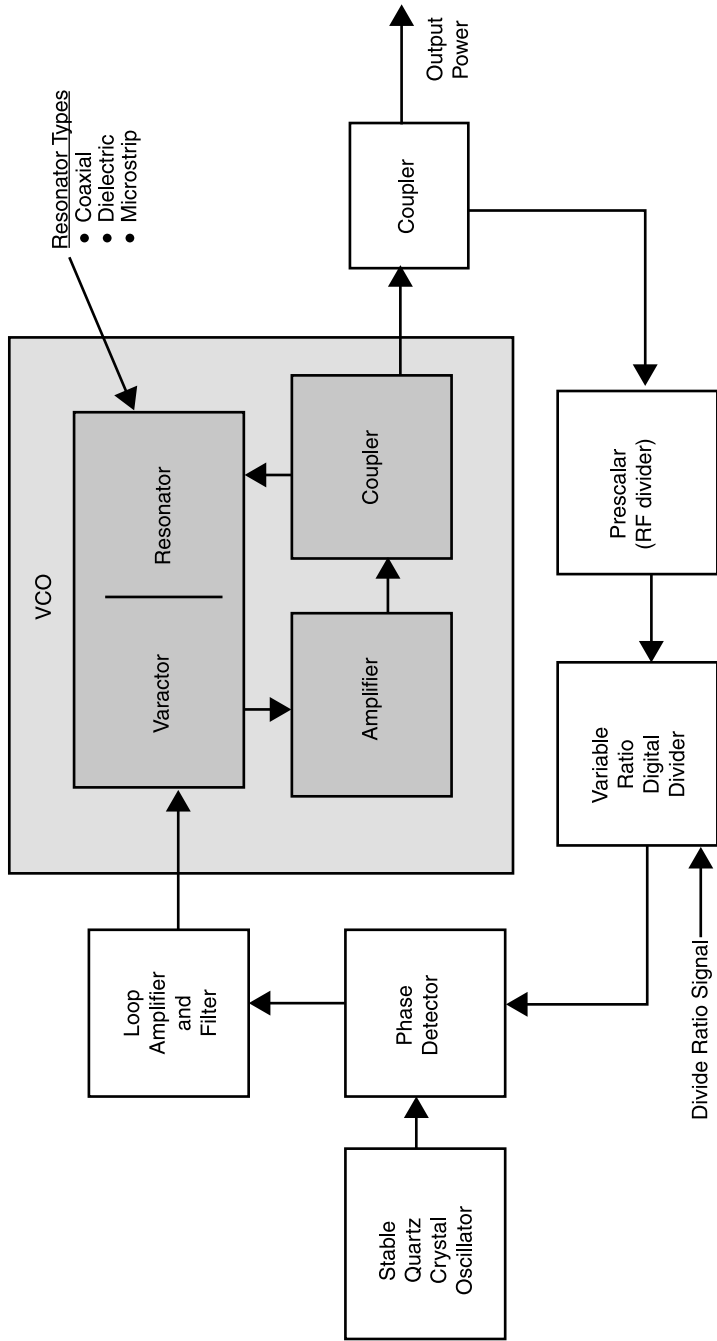 Resonator Types
• Coaxial
• Dielectric
• Microstrip
VCO
Varactor
Resonator
Amplifier
Coupler
Coupler
Output
Power
Loop
Amplifier
and
Filter
Stable
Quartz
Crystal
Oscillator
Phase
Detector
Divide Ratio Signal
Variable
Ratio
Digital
Divider
Prescalar
(RF divider)